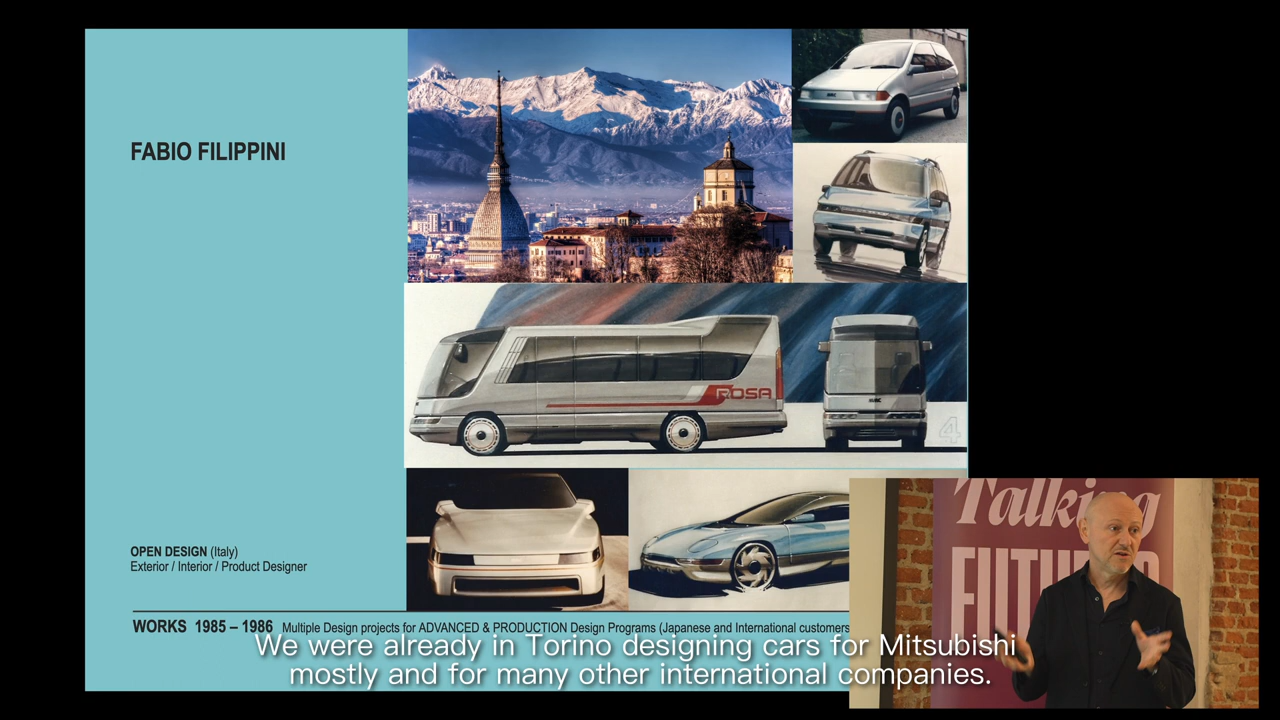 FABIO FILIPPINI
ROSA
4
OPEN DESIGN (Italy)
Exterior / Interior / Product Designer
WORKS 1985 – 1986 Multiple Design projects for ADVANCED & PRODUCTION Design Programs (Japanese and International customers
Talking
FUTURES
We were already in Torino designing cars for Mitsubishi
mostly and for many other international companies.